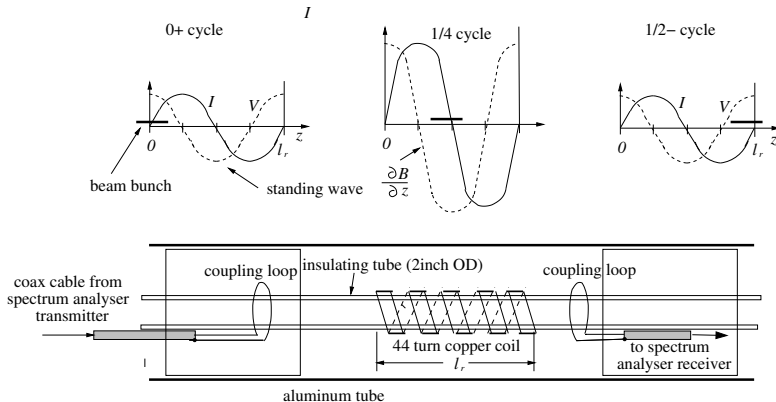 I
0+ cycle
1/4 cycle
1/2− cycle
I
V
0
l_r
z
beam bunch
standing wave
0
z
∂B
∂z
I
V
0
l_r
z
coupling loop
insulating tube (2inch OD)
coupling loop
coax cable from
spectrum analyser
transmitter
44 turn copper coil
l_r
to spectrum
analyser receiver
aluminum tube